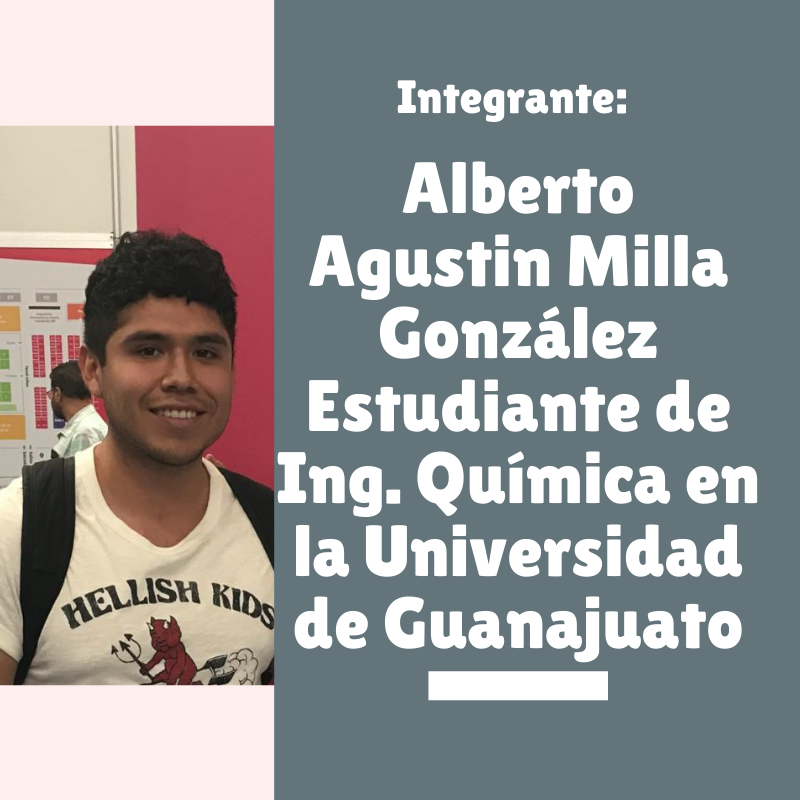 Integrante:
Alberto
Agustin Milla
González
Estudiante de
Ing. Química en
la Universidad
de Guanajuato
HELLISH KIDS